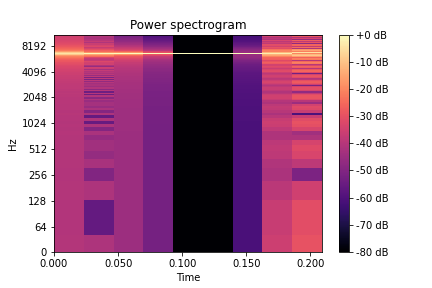 Power spectrogram
8192
4096
2048
1024
512
256
128
64
0
Hz
0.000 0.050 0.100 0.150 0.200
Time
+0 dB
-10 dB
-20 dB
-30 dB
-40 dB
-50 dB
-60 dB
-70 dB
-80 dB